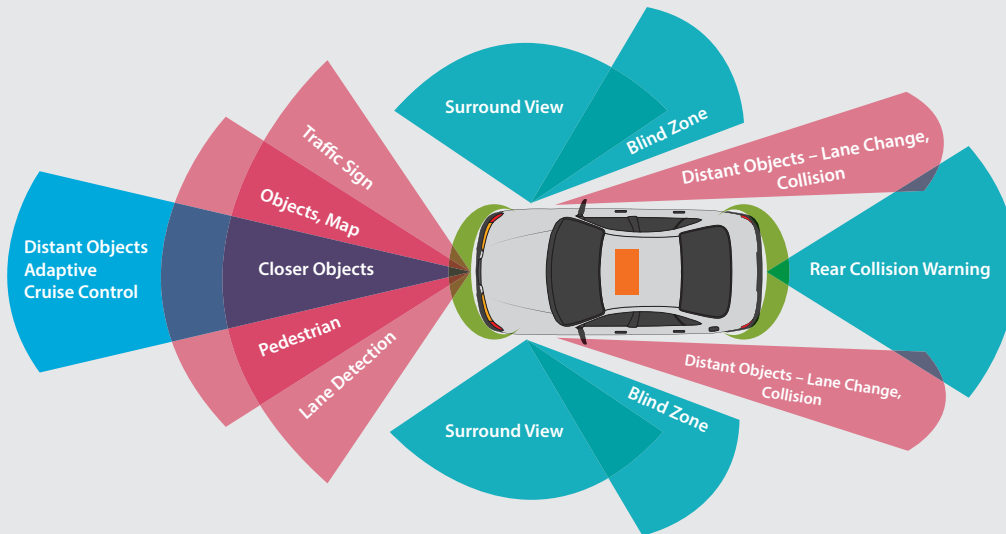 Surround View
Blind Zone
Traffic Sign
Distant Objects – Lane Change,
Collision
Objects, Map
Distant Objects
Adaptive
Cruise Control
Closer Objects
Rear Collision Warning
Pedestrian
Lane Detection
Distant Objects – Lane Change,
Collision
Surround View
Blind Zone